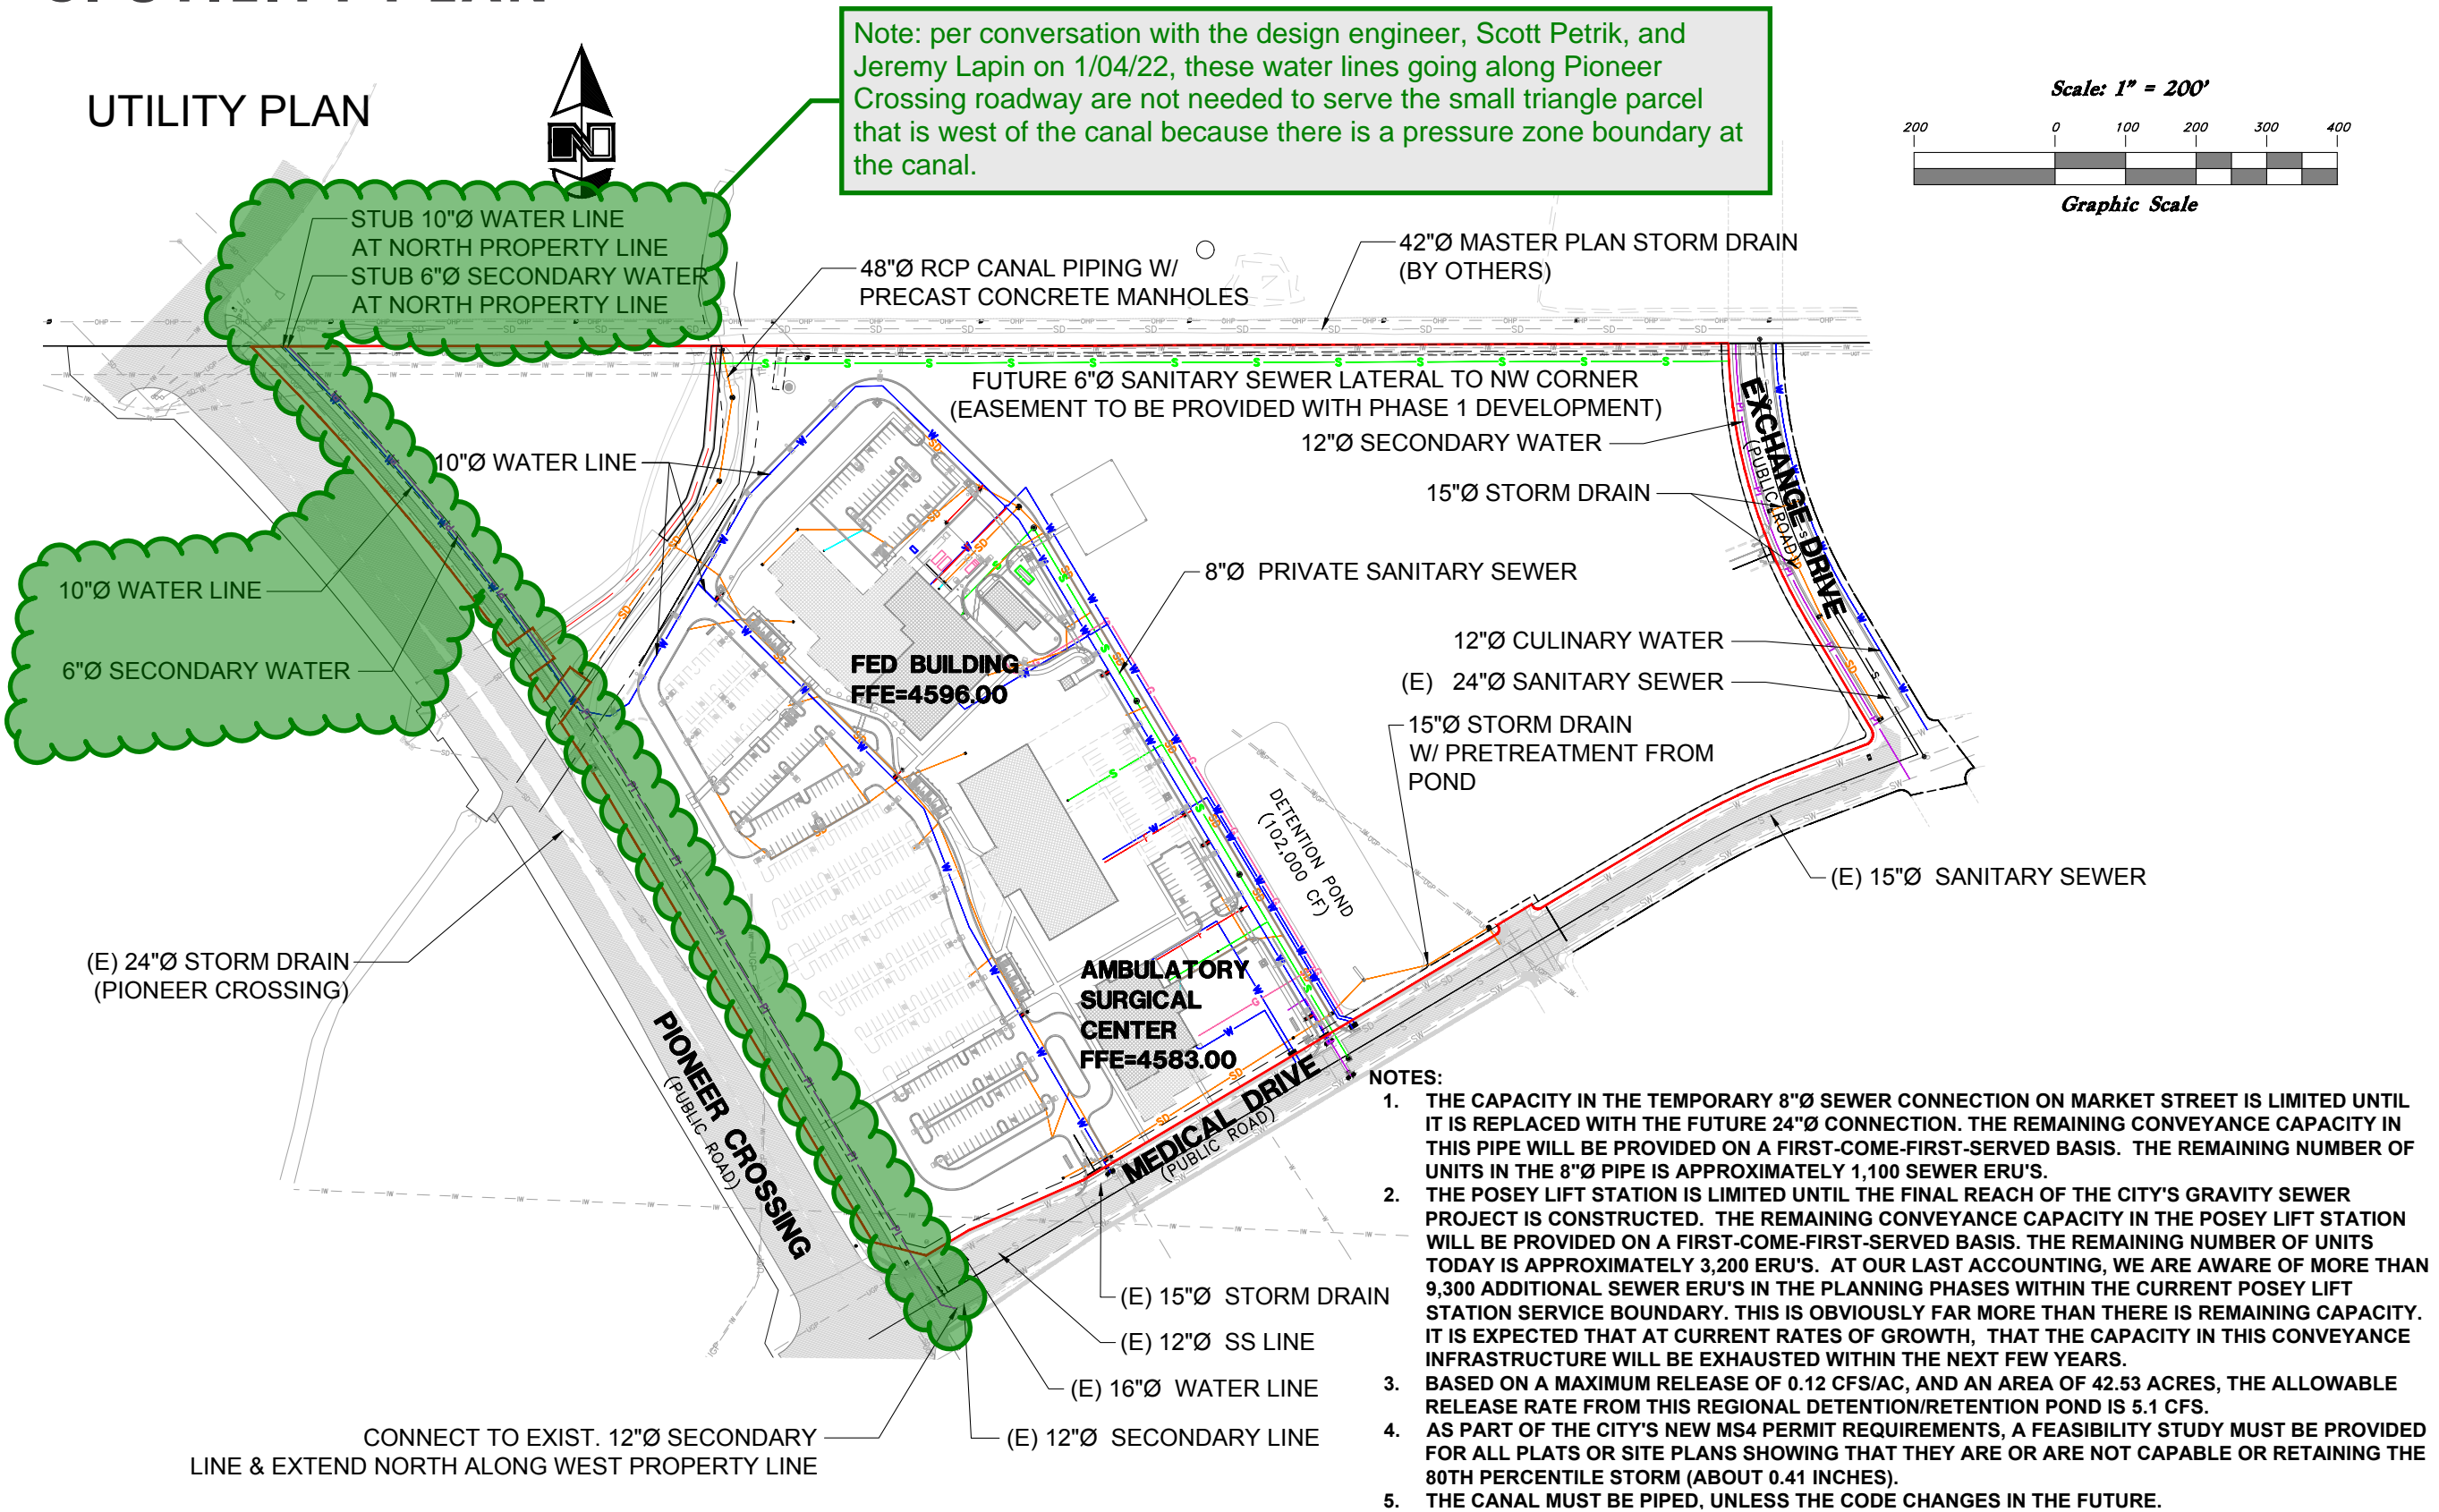 UTILITY PLAN
Note: per conversation with the design engineer, Scott Petrik, and
Jeremy Lapin on 1/04/22, these water lines going along Pioneer
Crossing roadway are not needed to serve the small triangle parcel
that is west of the canal because there is a pressure zone boundary at
the canal.
Scale: 1" = 200'
200 0 100 200 300 400
Graphic Scale
STUB 10"Ø WATER LINE
AT NORTH PROPERTY LINE
STUB 6"Ø SECONDARY WATER
AT NORTH PROPERTY LINE
48"Ø RCP CANAL PIPING W/
PRECAST CONCRETE MANHOLES
42"Ø MASTER PLAN STORM DRAIN
(BY OTHERS)
FUTURE 6"Ø SANITARY SEWER LATERAL TO NW CORNER
(EASEMENT TO BE PROVIDED WITH PHASE 1 DEVELOPMENT)
12"Ø SECONDARY WATER
10"Ø WATER LINE
15"Ø STORM DRAIN
EXCHANGE DRIVE
(PUBLIC ROAD)
8"Ø PRIVATE SANITARY SEWER
10"Ø WATER LINE
6"Ø SECONDARY WATER
12"Ø CULINARY WATER
(E) 24"Ø SANITARY SEWER
FED BUILDING
FFE=4596.00
15"Ø STORM DRAIN
W/ PRETREATMENT FROM
POND
DETENTION POND
(102,000 CF)
(E) 15"Ø SANITARY SEWER
(E) 24"Ø STORM DRAIN
(PIONEER CROSSING)
AMBULATORY
SURGICAL
CENTER
FFE=4583.00
PIONEER CROSSING
(PUBLIC ROAD)
MEDICAL DRIVE
(PUBLIC ROAD)
(E) 15"Ø STORM DRAIN
(E) 12"Ø SS LINE
(E) 16"Ø WATER LINE
(E) 12"Ø SECONDARY LINE
CONNECT TO EXIST. 12"Ø SECONDARY
LINE & EXTEND NORTH ALONG WEST PROPERTY LINE
NOTES:
1. THE CAPACITY IN THE TEMPORARY 8"Ø SEWER CONNECTION ON MARKET STREET IS LIMITED UNTIL
IT IS REPLACED WITH THE FUTURE 24"Ø CONNECTION. THE REMAINING CONVEYANCE CAPACITY IN
THIS PIPE WILL BE PROVIDED ON A FIRST-COME-FIRST-SERVED BASIS. THE REMAINING NUMBER OF
UNITS IN THE 8"Ø PIPE IS APPROXIMATELY 1,100 SEWER ERU'S.
2. THE POSEY LIFT STATION IS LIMITED UNTIL THE FINAL REACH OF THE CITY'S GRAVITY SEWER
PROJECT IS CONSTRUCTED. THE REMAINING CONVEYANCE CAPACITY IN THE POSEY LIFT STATION
WILL BE PROVIDED ON A FIRST-COME-FIRST-SERVED BASIS. THE REMAINING NUMBER OF UNITS
TODAY IS APPROXIMATELY 3,200 ERU'S. AT OUR LAST ACCOUNTING, WE ARE AWARE OF MORE THAN
9,300 ADDITIONAL SEWER ERU'S IN THE PLANNING PHASES WITHIN THE CURRENT POSEY LIFT
STATION SERVICE BOUNDARY. THIS IS OBVIOUSLY FAR MORE THAN THERE IS REMAINING CAPACITY.
IT IS EXPECTED THAT AT CURRENT RATES OF GROWTH, THAT THE CAPACITY IN THIS CONVEYANCE
INFRASTRUCTURE WILL BE EXHAUSTED WITHIN THE NEXT FEW YEARS.
3. BASED ON A MAXIMUM RELEASE OF 0.12 CFS/AC, AND AN AREA OF 42.53 ACRES, THE ALLOWABLE
RELEASE RATE FROM THIS REGIONAL DETENTION/RETENTION POND IS 5.1 CFS.
4. AS PART OF THE CITY'S NEW MS4 PERMIT REQUIREMENTS, A FEASIBILITY STUDY MUST BE PROVIDED
FOR ALL PLATS OR SITE PLANS SHOWING THAT THEY ARE OR ARE NOT CAPABLE OR RETAINING THE
80TH PERCENTILE STORM (ABOUT 0.41 INCHES).
5. THE CANAL MUST BE PIPED, UNLESS THE CODE CHANGES IN THE FUTURE.